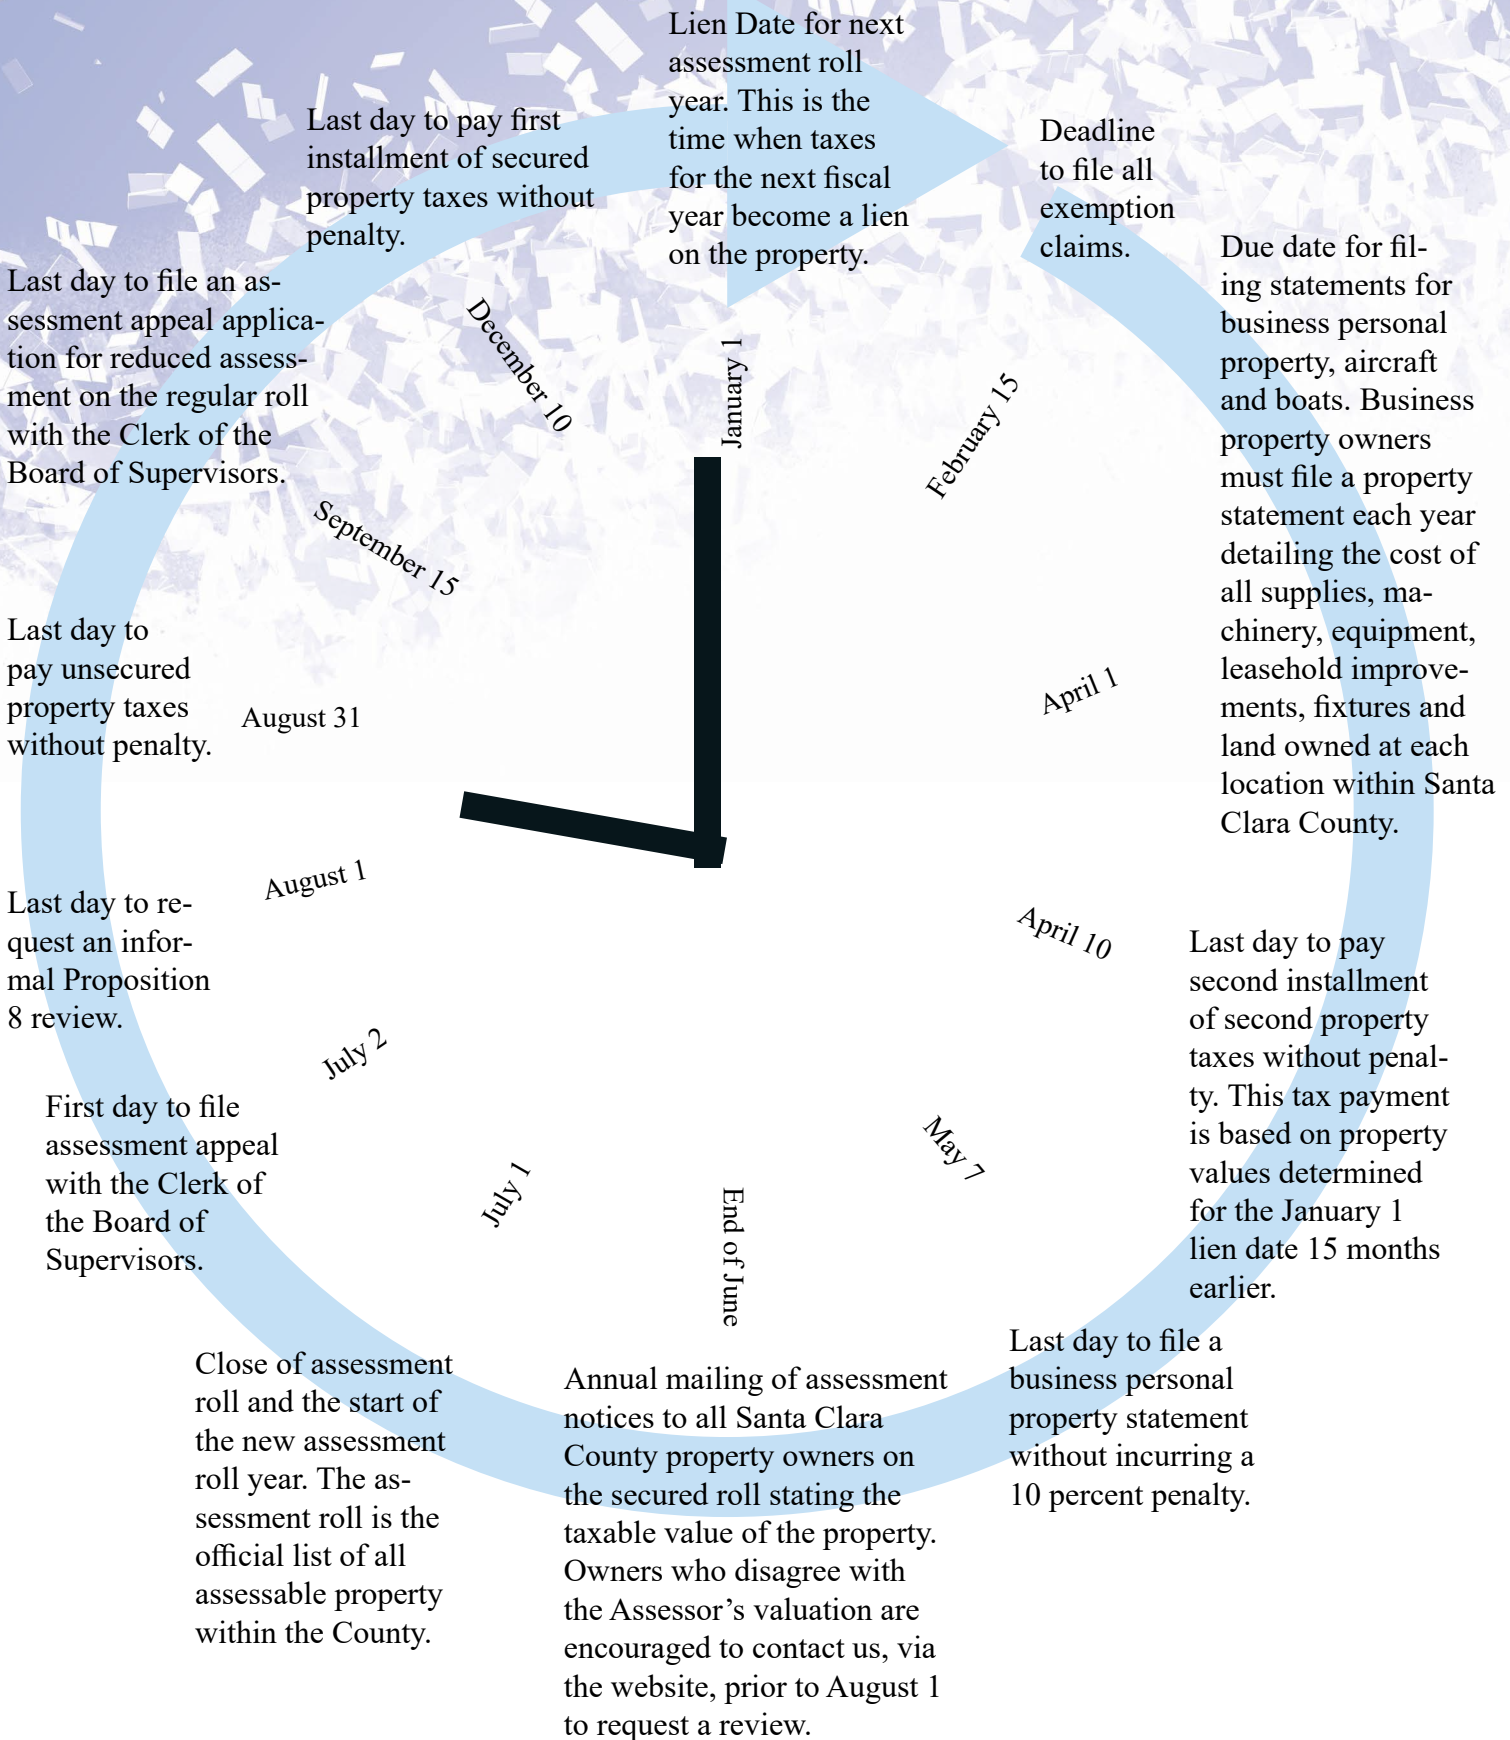 Lien Date for next
assessment roll
year. This is the
time when taxes
for the next fiscal
year become a lien
on the property.
January 1
Deadline
to file all
exemption
claims.
February 15
Due date for fil-
ing statements for
business personal
property, aircraft
and boats. Business
property owners
must file a property
statement each year
detailing the cost of
all supplies, ma-
chinery, equipment,
leasehold improve-
ments, fixtures and
land owned at each
location within Santa
Clara County.
April 1
April 10
Last day to pay
second installment
of second property
taxes without penal-
ty. This tax payment
is based on property
values determined
for the January 1
lien date 15 months
earlier.
May 7
Last day to file a
business personal
property statement
without incurring a
10 percent penalty.
End of June
Annual mailing of assessment
notices to all Santa Clara
County property owners on
the secured roll stating the
taxable value of the property.
Owners who disagree with
the Assessor’s valuation are
encouraged to contact us, via
the website, prior to August 1
to request a review.
July 1
Close of assessment
roll and the start of
the new assessment
roll year. The as-
sessment roll is the
official list of all
assessable property
within the County.
July 2
First day to file
assessment appeal
with the Clerk of
the Board of
Supervisors.
August 1
Last day to re-
quest an infor-
mal Proposition
8 review.
August 31
Last day to
pay unsecured
property taxes
without penalty.
September 15
Last day to file an as-
sessment appeal applica-
tion for reduced assess-
ment on the regular roll
with the Clerk of the
Board of Supervisors.
December 10
Last day to pay first
installment of secured
property taxes without
penalty.